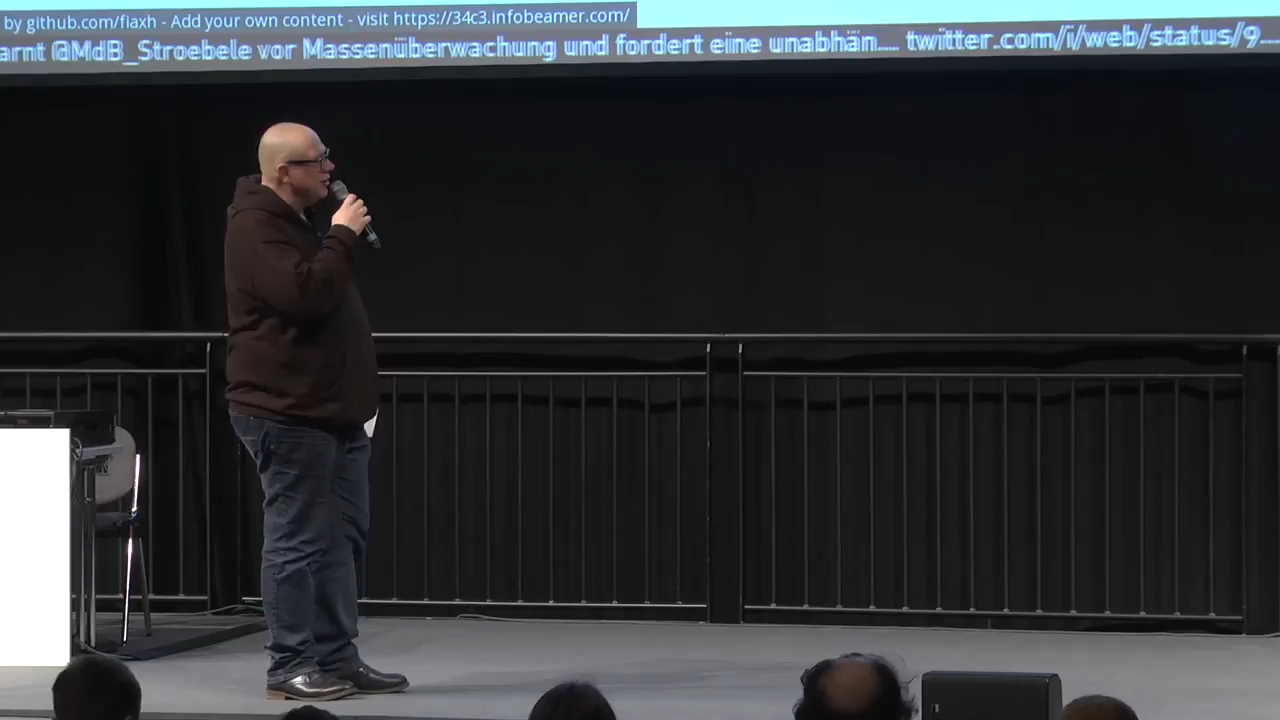 by github.com/fiaxh - Add your own content - visit https://34c3.infobeamer.com/
arnt @MdB_Stroebele vor Massenüberwachung und fordert eine unabhän…. twitter.com/i/web/status/9…